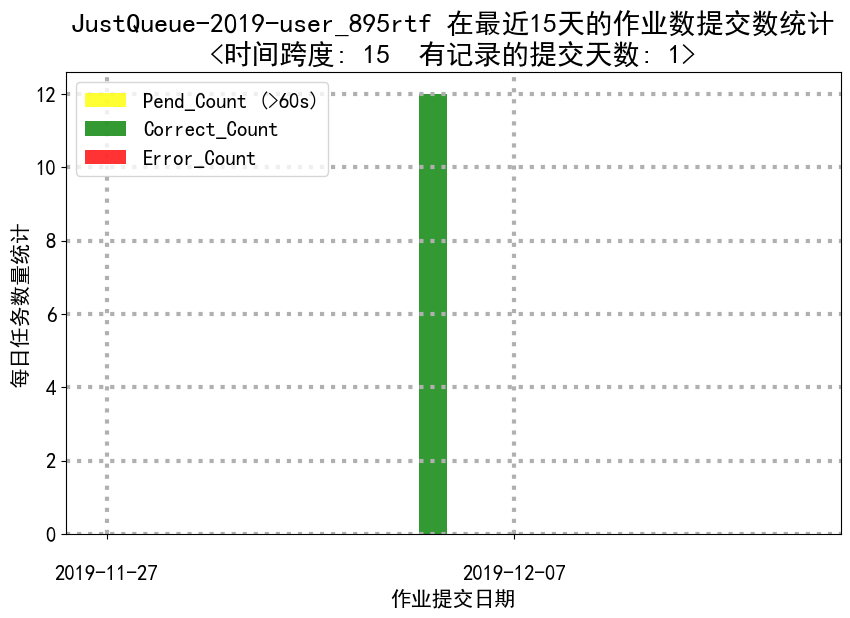 JustQueue-2019-user_895rtf 在最近15天的作业数提交数统计
<时间跨度: 15  有记录的提交天数: 1>
Pend_Count (>60s)
Correct_Count
Error_Count
12
10
8
6
4
2
0
每日任务数量统计
2019-11-27
2019-12-07
作业提交日期